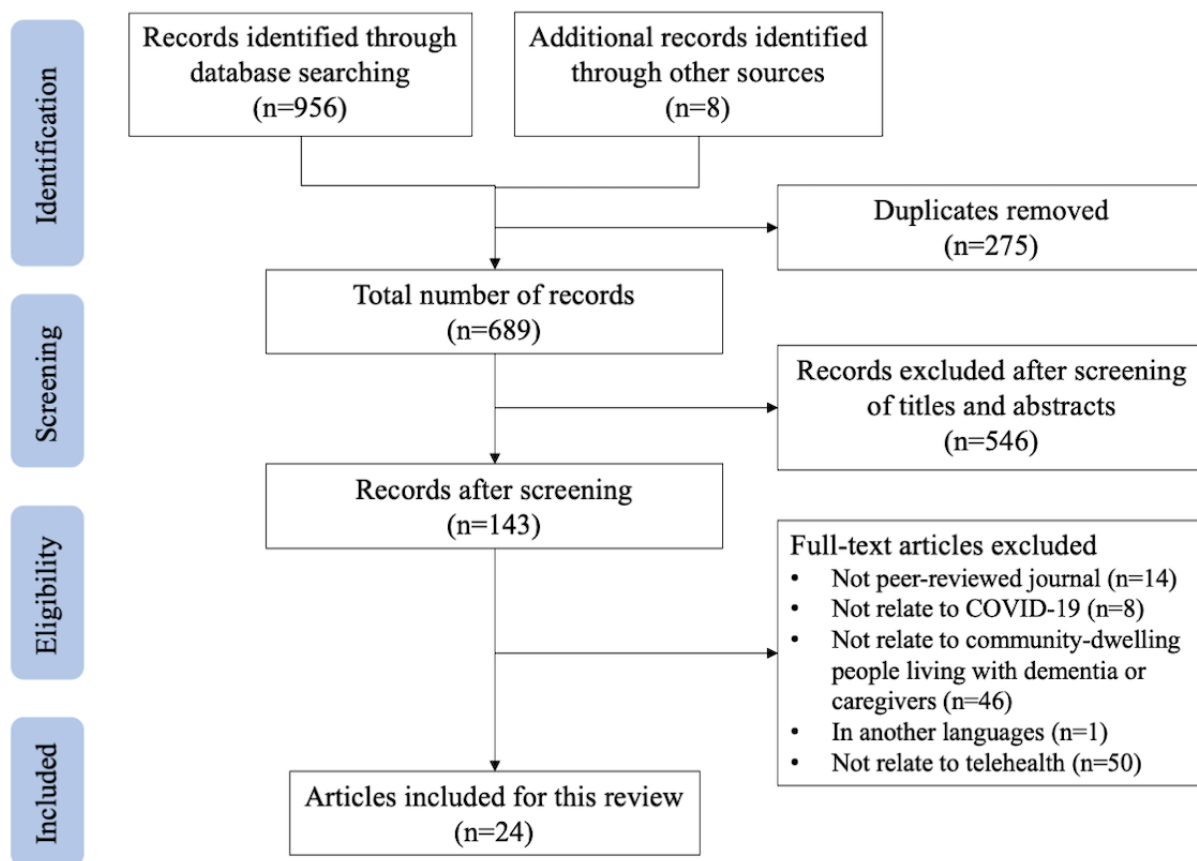 Identification
Records identified through
database searching
(n=956)
Additional records identified
through other sources
(n=8)
Duplicates removed
(n=275)
Screening
Total number of records
(n=689)
Records excluded after screening
of titles and abstracts
(n=546)
Records after screening
(n=143)
Eligibility
Full-text articles excluded
• Not peer-reviewed journal (n=14)
• Not relate to COVID-19 (n=8)
• Not relate to community-dwelling
people living with dementia or
caregivers (n=46)
• In another languages (n=1)
• Not relate to telehealth (n=50)
Included
Articles included for this review
(n=24)